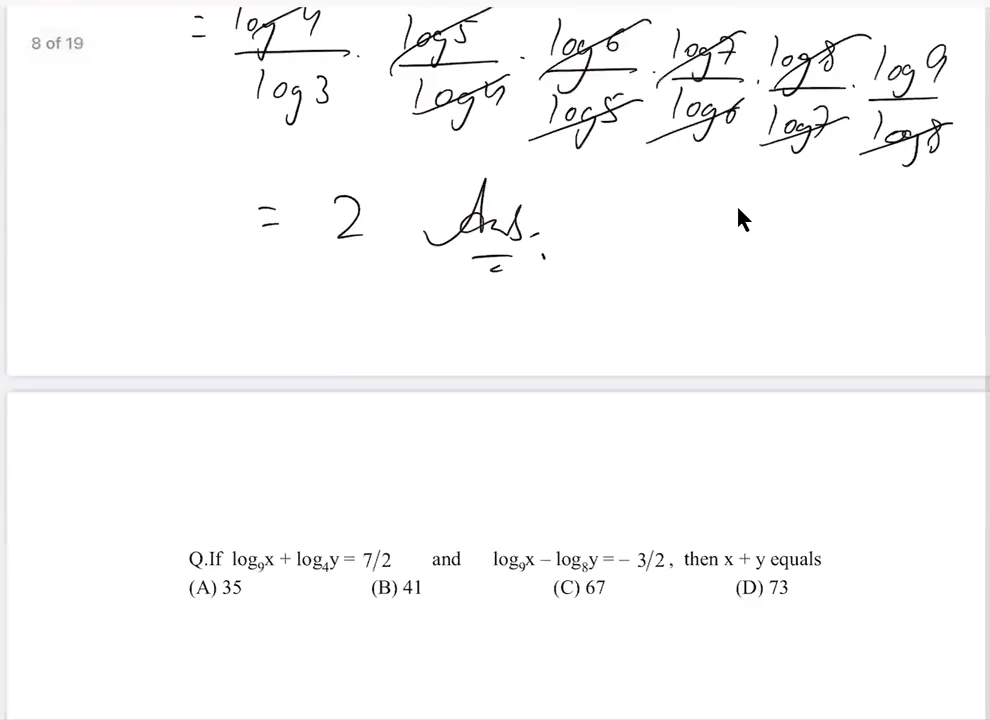 8 of 19
= log 4 / log 3 . log 5 / log 4 . log 6 / log 5 . log 7 / log 6 . log 8 / log 7 . log 9 / log 8
= 2 Ans.
Q.If log₉x + log₄y = 7/2 and log₉x – log₈y = – 3/2, then x + y equals
(A) 35 (B) 41 (C) 67 (D) 73